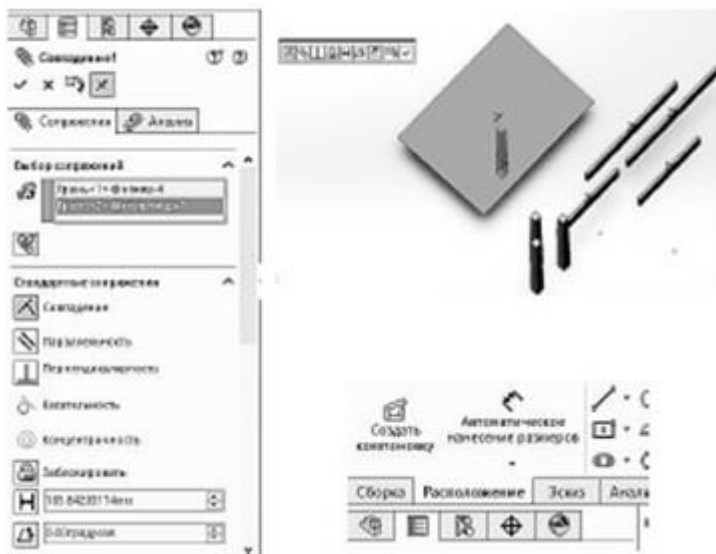 Совпадение1
Сопряжения Анализ
Выбор сопряжений
Стандартные сопряжения
Совпадение
Параллельность
Перпендикулярность
Касательность
Концентричность
Заблокировать
Создать
компоновку
Автоматическое
нанесение размеров
Сборка Расположение Эскиз Анали